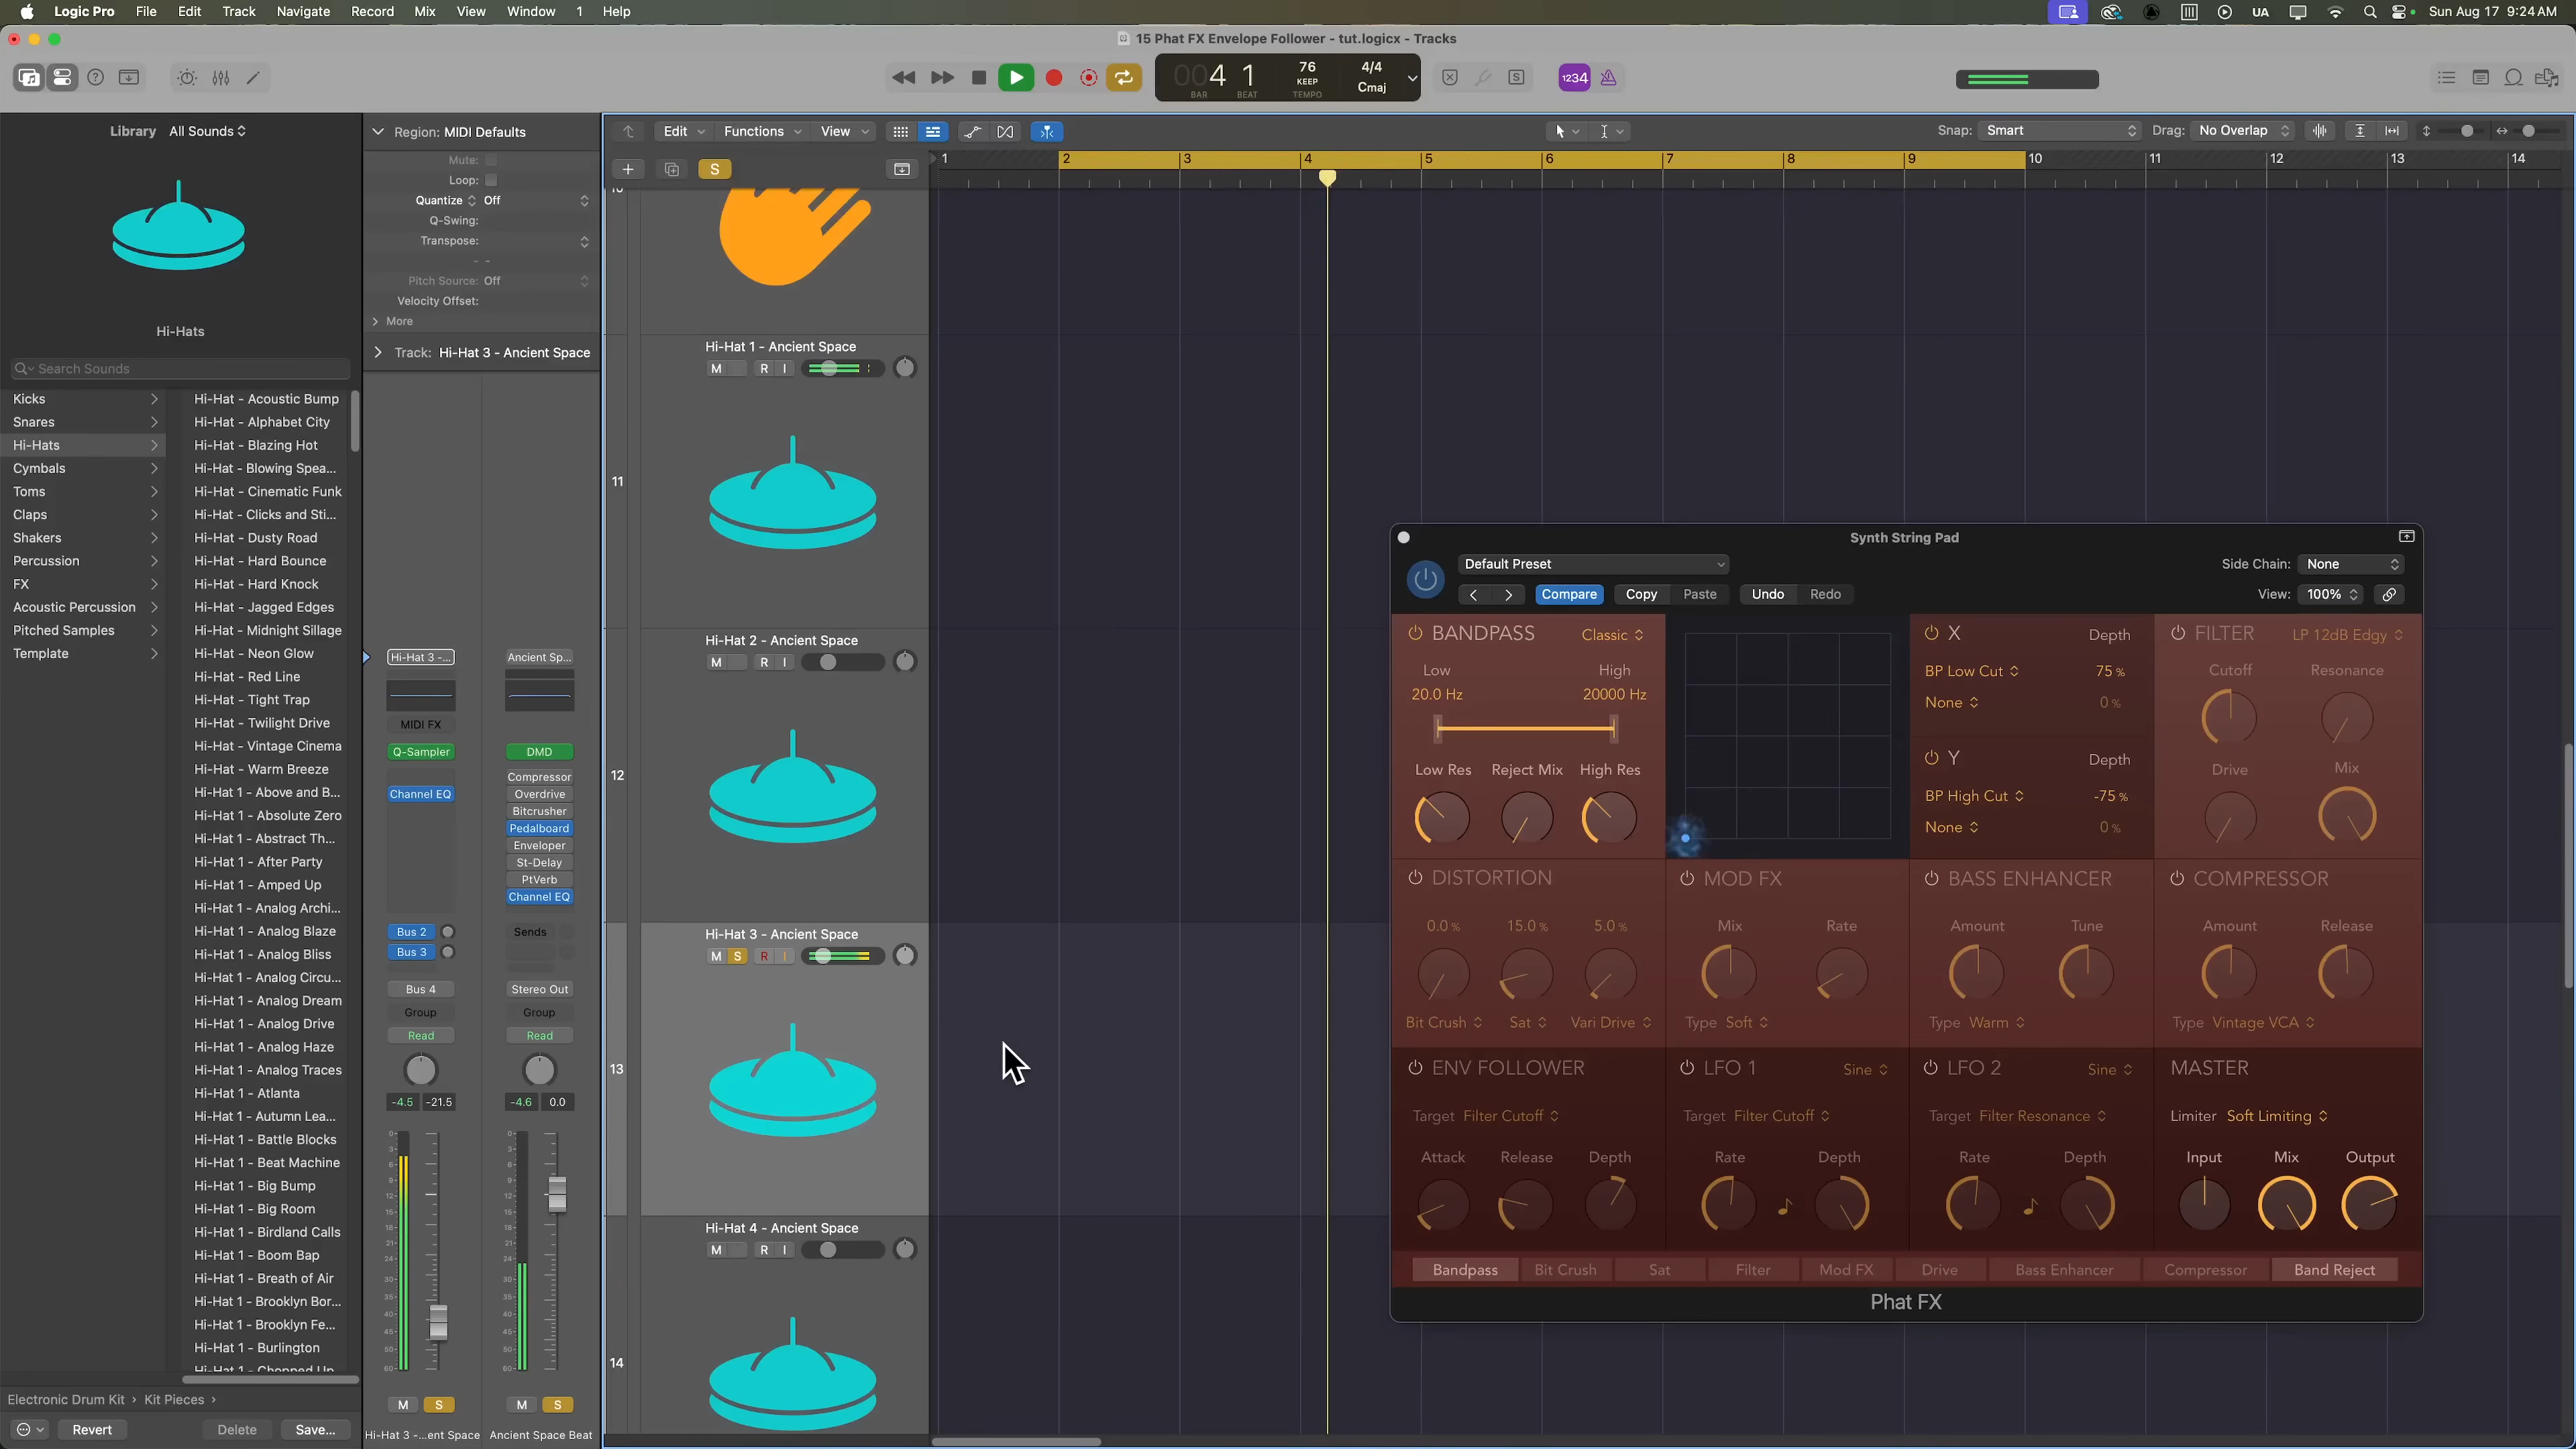 Logic Pro File Edit Track Navigate Record Mix View Window 1 Help
UA Sun Aug 17 9:24 AM
15 Phat FX Envelope Follower - tut.logicx - Tracks
004 1 76 4/4
KEEP Cmaj
BAR BEAT TEMPO
1234
Library All Sounds
Hi-Hats
Search Sounds
Kicks
Snares
Hi-Hats
Cymbals
Toms
Claps
Shakers
Percussion
FX
Acoustic Percussion
Pitched Samples
Template
Hi-Hat - Acoustic Bump
Hi-Hat - Alphabet City
Hi-Hat - Blazing Hot
Hi-Hat - Blowing Spea...
Hi-Hat - Cinematic Funk
Hi-Hat - Clicks and Sti...
Hi-Hat - Dusty Road
Hi-Hat - Hard Bounce
Hi-Hat - Hard Knock
Hi-Hat - Jagged Edges
Hi-Hat - Midnight Sillage
Hi-Hat - Neon Glow
Hi-Hat - Red Line
Hi-Hat - Tight Trap
Hi-Hat - Twilight Drive
Hi-Hat - Vintage Cinema
Hi-Hat - Warm Breeze
Hi-Hat 1 - Above and B...
Hi-Hat 1 - Absolute Zero
Hi-Hat 1 - Abstract Th...
Hi-Hat 1 - After Party
Hi-Hat 1 - Amped Up
Hi-Hat 1 - Analog Archi...
Hi-Hat 1 - Analog Blaze
Hi-Hat 1 - Analog Bliss
Hi-Hat 1 - Analog Circu...
Hi-Hat 1 - Analog Dream
Hi-Hat 1 - Analog Drive
Hi-Hat 1 - Analog Haze
Hi-Hat 1 - Analog Traces
Hi-Hat 1 - Atlanta
Hi-Hat 1 - Autumn Lea...
Hi-Hat 1 - Battle Blocks
Hi-Hat 1 - Beat Machine
Hi-Hat 1 - Big Bump
Hi-Hat 1 - Big Room
Hi-Hat 1 - Birdland Calls
Hi-Hat 1 - Boom Bap
Hi-Hat 1 - Breath of Air
Hi-Hat 1 - Brooklyn Bor...
Hi-Hat 1 - Brooklyn Fe...
Hi-Hat 1 - Burlington
Hi-Hat 1 - Chopped Up
Electronic Drum Kit › Kit Pieces ›
Revert Delete Save...
Region: MIDI Defaults
Mute:
Loop:
Quantize Off
Q-Swing:
Transpose:
- -
Pitch Source: Off
Velocity Offset:
More
Track: Hi-Hat 3 - Ancient Space
Hi-Hat 3 -... Ancient Sp...
MIDI FX
Q-Sampler DMD
Compressor
Channel EQ Overdrive
Bitcrusher
Pedalboard
Enveloper
St-Delay
PtVerb
Channel EQ
Bus 2 Sends
Bus 3
Bus 4 Stereo Out
Group Group
Read Read
-4.5 -21.5 -4.6 0.0
M S M S
Hi-Hat 3 -...ent Space Ancient Space Beat
Edit Functions View Snap: Smart Drag: No Overlap
+ S
1 2 3 4 5 6 7 8 9 10 11 12 13 14
10
Hi-Hat 1 - Ancient Space
M R I
11
Hi-Hat 2 - Ancient Space
M R I
12
Hi-Hat 3 - Ancient Space
M S R I
13
Hi-Hat 4 - Ancient Space
M R I
14
Synth String Pad
Default Preset Side Chain: None
Compare Copy Paste Undo Redo View: 100%
BANDPASS Classic
Low High
20.0 Hz 20000 Hz
Low Res Reject Mix High Res
X Depth
BP Low Cut 75 %
None 0 %
Y Depth
BP High Cut -75 %
None 0 %
FILTER LP 12dB Edgy
Cutoff Resonance
Drive Mix
DISTORTION
0.0 % 15.0 % 5.0 %
Bit Crush Sat Vari Drive
MOD FX
Mix Rate
Type Soft
BASS ENHANCER
Amount Tune
Type Warm
COMPRESSOR
Amount Release
Type Vintage VCA
ENV FOLLOWER
Target Filter Cutoff
Attack Release Depth
LFO 1 Sine
Target Filter Cutoff
Rate Depth
LFO 2 Sine
Target Filter Resonance
Rate Depth
MASTER
Limiter Soft Limiting
Input Mix Output
Bandpass Bit Crush Sat Filter Mod FX Drive Bass Enhancer Compressor Band Reject
Phat FX